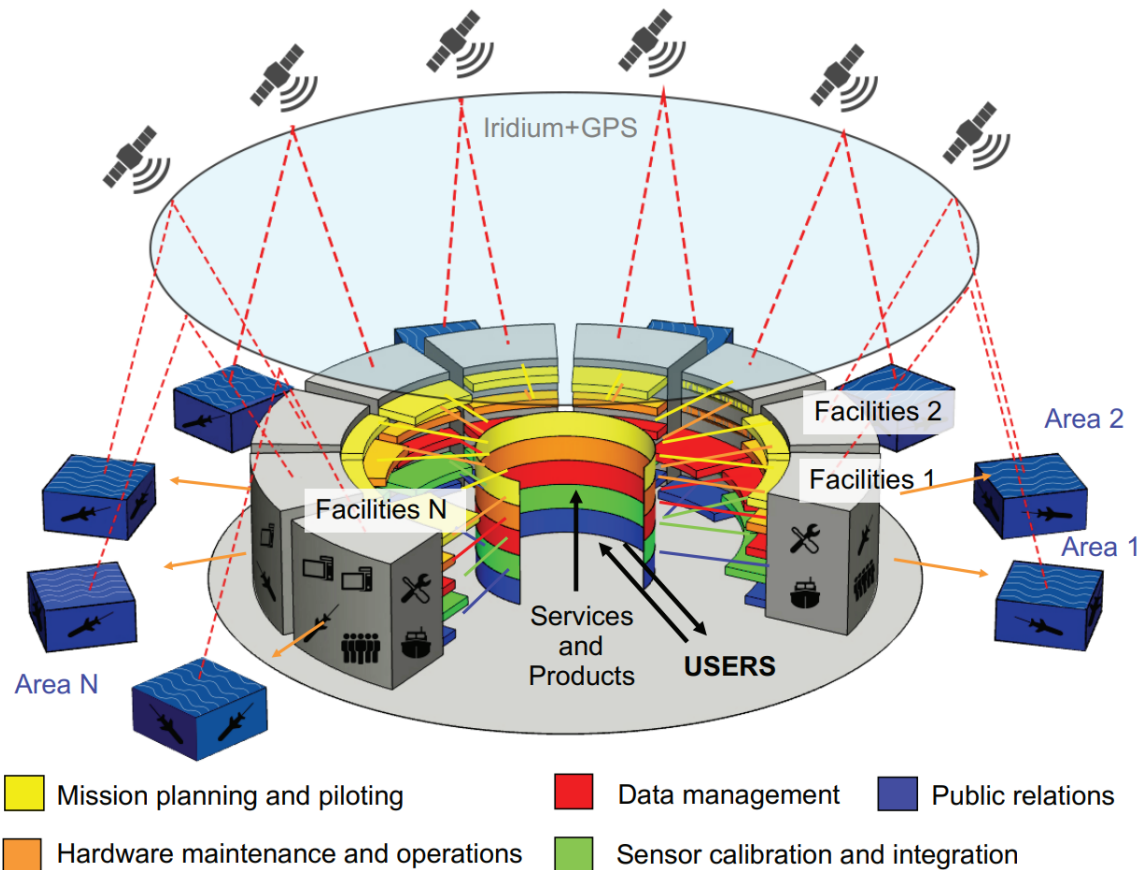 Iridium+GPS
Facilities 2
Area 2
Facilities 1
Facilities N
Area 1
Services
and
Products
USERS
Area N
Mission planning and piloting
Data management
Public relations
Hardware maintenance and operations
Sensor calibration and integration